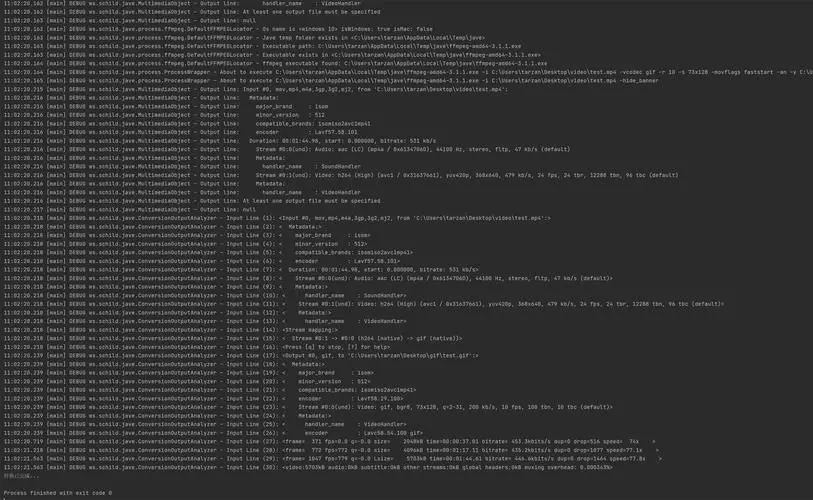 11:02:20.162 [main] DEBUG ws.schild.jave.MultimediaObject - Output line:       handler_name    : VideoHandler
11:02:20.162 [main] DEBUG ws.schild.jave.MultimediaObject - Output line: At least one output file must be specified
11:02:20.162 [main] DEBUG ws.schild.jave.MultimediaObject - Output line: null
11:02:20.163 [main] DEBUG ws.schild.jave.process.ffmpeg.DefaultFFMPEGLocator - Os name is <windows 10> isWindows: true isMac: false
11:02:20.163 [main] DEBUG ws.schild.jave.process.ffmpeg.DefaultFFMPEGLocator - Jave temp folder exists in <C:\Users\tarzan\AppData\Local\Temp\jave>
11:02:20.163 [main] DEBUG ws.schild.jave.process.ffmpeg.DefaultFFMPEGLocator - Executable path: C:\Users\tarzan\AppData\Local\Temp\jave\ffmpeg-amd64-3.1.1.exe
11:02:20.163 [main] DEBUG ws.schild.jave.process.ffmpeg.DefaultFFMPEGLocator - Executable exists in <C:\Users\tarzan\AppData\Local\Temp\jave\ffmpeg-amd64-3.1.1.exe>
11:02:20.164 [main] DEBUG ws.schild.jave.process.ffmpeg.DefaultFFMPEGLocator - ffmpeg executable found: C:\Users\tarzan\AppData\Local\Temp\jave\ffmpeg-amd64-3.1.1.exe
11:02:20.164 [main] DEBUG ws.schild.jave.process.ProcessWrapper - About to execute C:\Users\tarzan\AppData\Local\Temp\jave\ffmpeg-amd64-3.1.1.exe -i C:\Users\tarzan\Desktop\video\test.mp4 -vcodec gif -r 10 -s 73x128 -movflags faststart -an -y
11:02:20.165 [main] DEBUG ws.schild.jave.process.ProcessWrapper - About to execute C:\Users\tarzan\AppData\Local\Temp\jave\ffmpeg-amd64-3.1.1.exe -i C:\Users\tarzan\Desktop\video\test.mp4 -hide_banner
11:02:20.215 [main] DEBUG ws.schild.jave.MultimediaObject - Output line: Input #0, mov,mp4,m4a,3gp,3g2,mj2, from 'C:\Users\tarzan\Desktop\video\test.mp4':
11:02:20.216 [main] DEBUG ws.schild.jave.MultimediaObject - Output line:   Metadata:
11:02:20.216 [main] DEBUG ws.schild.jave.MultimediaObject - Output line:     major_brand     : isom
11:02:20.216 [main] DEBUG ws.schild.jave.MultimediaObject - Output line:     minor_version   : 512
11:02:20.216 [main] DEBUG ws.schild.jave.MultimediaObject - Output line:     compatible_brands: isomiso2avc1mp41
11:02:20.216 [main] DEBUG ws.schild.jave.MultimediaObject - Output line:     encoder         : Lavf57.58.101
11:02:20.216 [main] DEBUG ws.schild.jave.MultimediaObject - Output line:   Duration: 00:01:44.98, start: 0.000000, bitrate: 531 kb/s
11:02:20.216 [main] DEBUG ws.schild.jave.MultimediaObject - Output line:     Stream #0:0(und): Audio: aac (LC) (mp4a / 0x6134706D), 44100 Hz, stereo, fltp, 47 kb/s (default)
11:02:20.216 [main] DEBUG ws.schild.jave.MultimediaObject - Output line:     Metadata:
11:02:20.216 [main] DEBUG ws.schild.jave.MultimediaObject - Output line:       handler_name    : SoundHandler
11:02:20.216 [main] DEBUG ws.schild.jave.MultimediaObject - Output line:     Stream #0:1(und): Video: h264 (High) (avc1 / 0x31637661), yuv420p, 368x640, 479 kb/s, 24 fps, 24 tbr, 12288 tbn, 96 tbc (default)
11:02:20.216 [main] DEBUG ws.schild.jave.MultimediaObject - Output line:     Metadata:
11:02:20.216 [main] DEBUG ws.schild.jave.MultimediaObject - Output line:       handler_name    : VideoHandler
11:02:20.216 [main] DEBUG ws.schild.jave.MultimediaObject - Output line: At least one output file must be specified
11:02:20.217 [main] DEBUG ws.schild.jave.MultimediaObject - Output line: null
11:02:20.218 [main] DEBUG ws.schild.jave.ConversionOutputAnalyzer - Input Line (1): <Input #0, mov,mp4,m4a,3gp,3g2,mj2, from 'C:\Users\tarzan\Desktop\video\test.mp4':>
11:02:20.218 [main] DEBUG ws.schild.jave.ConversionOutputAnalyzer - Input Line (2): <  Metadata:>
11:02:20.218 [main] DEBUG ws.schild.jave.ConversionOutputAnalyzer - Input Line (3): <    major_brand     : isom>
11:02:20.218 [main] DEBUG ws.schild.jave.ConversionOutputAnalyzer - Input Line (4): <    minor_version   : 512>
11:02:20.218 [main] DEBUG ws.schild.jave.ConversionOutputAnalyzer - Input Line (5): <    compatible_brands: isomiso2avc1mp41>
11:02:20.218 [main] DEBUG ws.schild.jave.ConversionOutputAnalyzer - Input Line (6): <    encoder         : Lavf57.58.101>
11:02:20.218 [main] DEBUG ws.schild.jave.ConversionOutputAnalyzer - Input Line (7): <  Duration: 00:01:44.98, start: 0.000000, bitrate: 531 kb/s>
11:02:20.218 [main] DEBUG ws.schild.jave.ConversionOutputAnalyzer - Input Line (8): <    Stream #0:0(und): Audio: aac (LC) (mp4a / 0x6134706D), 44100 Hz, stereo, fltp, 47 kb/s (default)>
11:02:20.218 [main] DEBUG ws.schild.jave.ConversionOutputAnalyzer - Input Line (9): <    Metadata:>
11:02:20.218 [main] DEBUG ws.schild.jave.ConversionOutputAnalyzer - Input Line (10): <      handler_name    : SoundHandler>
11:02:20.218 [main] DEBUG ws.schild.jave.ConversionOutputAnalyzer - Input Line (11): <    Stream #0:1(und): Video: h264 (High) (avc1 / 0x31637661), yuv420p, 368x640, 479 kb/s, 24 fps, 24 tbr, 12288 tbn, 96 tbc (default)>
11:02:20.218 [main] DEBUG ws.schild.jave.ConversionOutputAnalyzer - Input Line (12): <    Metadata:>
11:02:20.218 [main] DEBUG ws.schild.jave.ConversionOutputAnalyzer - Input Line (13): <      handler_name    : VideoHandler>
11:02:20.218 [main] DEBUG ws.schild.jave.ConversionOutputAnalyzer - Input Line (14): <Stream mapping:>
11:02:20.218 [main] DEBUG ws.schild.jave.ConversionOutputAnalyzer - Input Line (15): <  Stream #0:1 -> #0:0 (h264 (native) -> gif (native))>
11:02:20.218 [main] DEBUG ws.schild.jave.ConversionOutputAnalyzer - Input Line (16): <Press [q] to stop, [?] for help>
11:02:20.239 [main] DEBUG ws.schild.jave.ConversionOutputAnalyzer - Input Line (17): <Output #0, gif, to 'C:\Users\tarzan\Desktop\gif\test.gif':>
11:02:20.239 [main] DEBUG ws.schild.jave.ConversionOutputAnalyzer - Input Line (18): <  Metadata:>
11:02:20.239 [main] DEBUG ws.schild.jave.ConversionOutputAnalyzer - Input Line (19): <    major_brand     : isom>
11:02:20.239 [main] DEBUG ws.schild.jave.ConversionOutputAnalyzer - Input Line (20): <    minor_version   : 512>
11:02:20.239 [main] DEBUG ws.schild.jave.ConversionOutputAnalyzer - Input Line (21): <    compatible_brands: isomiso2avc1mp41>
11:02:20.239 [main] DEBUG ws.schild.jave.ConversionOutputAnalyzer - Input Line (22): <    encoder         : Lavf58.29.100>
11:02:20.239 [main] DEBUG ws.schild.jave.ConversionOutputAnalyzer - Input Line (23): <    Stream #0:0(und): Video: gif, bgr8, 73x128, q=2-31, 200 kb/s, 10 fps, 100 tbn, 10 tbc (default)>
11:02:20.239 [main] DEBUG ws.schild.jave.ConversionOutputAnalyzer - Input Line (24): <    Metadata:>
11:02:20.239 [main] DEBUG ws.schild.jave.ConversionOutputAnalyzer - Input Line (25): <      handler_name    : VideoHandler>
11:02:20.239 [main] DEBUG ws.schild.jave.ConversionOutputAnalyzer - Input Line (26): <      encoder         : Lavc58.54.100 gif>
11:02:20.719 [main] DEBUG ws.schild.jave.ConversionOutputAnalyzer - Input Line (27): <frame=  371 fps=0.0 q=-0.0 size=    2048kB time=00:00:37.01 bitrate= 453.3kbits/s dup=0 drop=516 speed=  74x    >
11:02:21.218 [main] DEBUG ws.schild.jave.ConversionOutputAnalyzer - Input Line (28): <frame=  772 fps=772 q=-0.0 size=    4096kB time=00:01:17.11 bitrate= 435.2kbits/s dup=0 drop=1077 speed=77.1x    >
11:02:21.563 [main] DEBUG ws.schild.jave.ConversionOutputAnalyzer - Input Line (29): <frame= 1047 fps=779 q=-0.0 Lsize=    5703kB time=00:01:44.61 bitrate= 446.6kbits/s dup=0 drop=1464 speed=77.8x    >
11:02:21.563 [main] DEBUG ws.schild.jave.ConversionOutputAnalyzer - Input Line (30): <video:5703kB audio:0kB subtitle:0kB other streams:0kB global headers:0kB muxing overhead: 0.000343%>
转换已完成...
Process finished with exit code 0